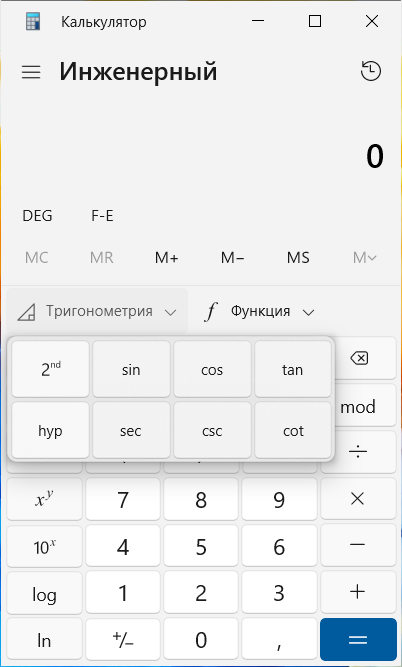 Калькулятор
Инженерный
0
DEG F-E
MC MR M+ M− MS M
Тригонометрия f Функция
2nd sin cos tan
hyp sec csc cot
mod
÷
xʸ 7 8 9 ×
10ˣ 4 5 6 −
log 1 2 3 +
ln +/− 0 , =